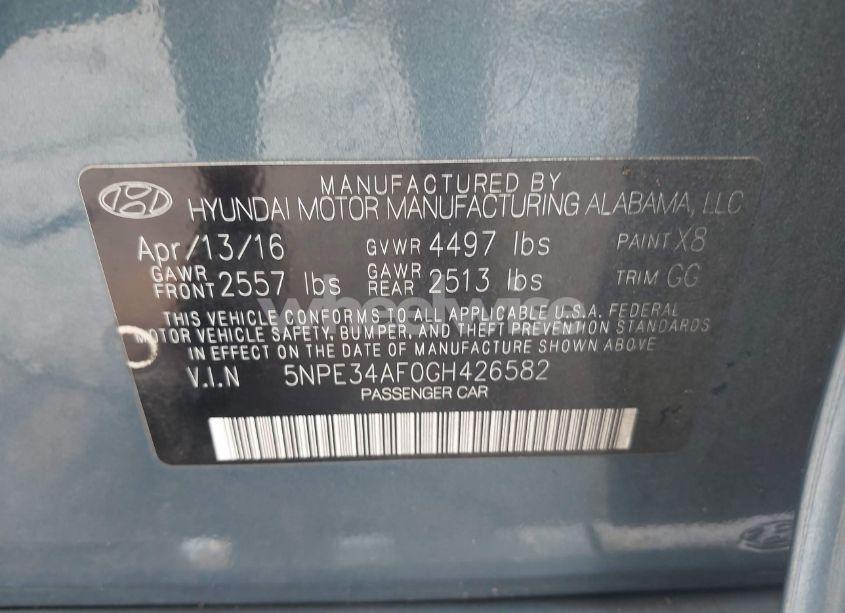 MANUFACTURED BY
HYUNDAI MOTOR MANUFACTURING ALABAMA, LLC
Apr/13/16 GVWR 4497 lbs PAINT X8
GAWR FRONT 2557 lbs GAWR REAR 2513 lbs TRIM GG
THIS VEHICLE CONFORMS TO ALL APPLICABLE U.S.A. FEDERAL
MOTOR VEHICLE SAFETY, BUMPER, AND THEFT PREVENTION STANDARDS
IN EFFECT ON THE DATE OF MANUFACTURE SHOWN ABOVE
V.I.N 5NPE34AF0GH426582
PASSENGER CAR